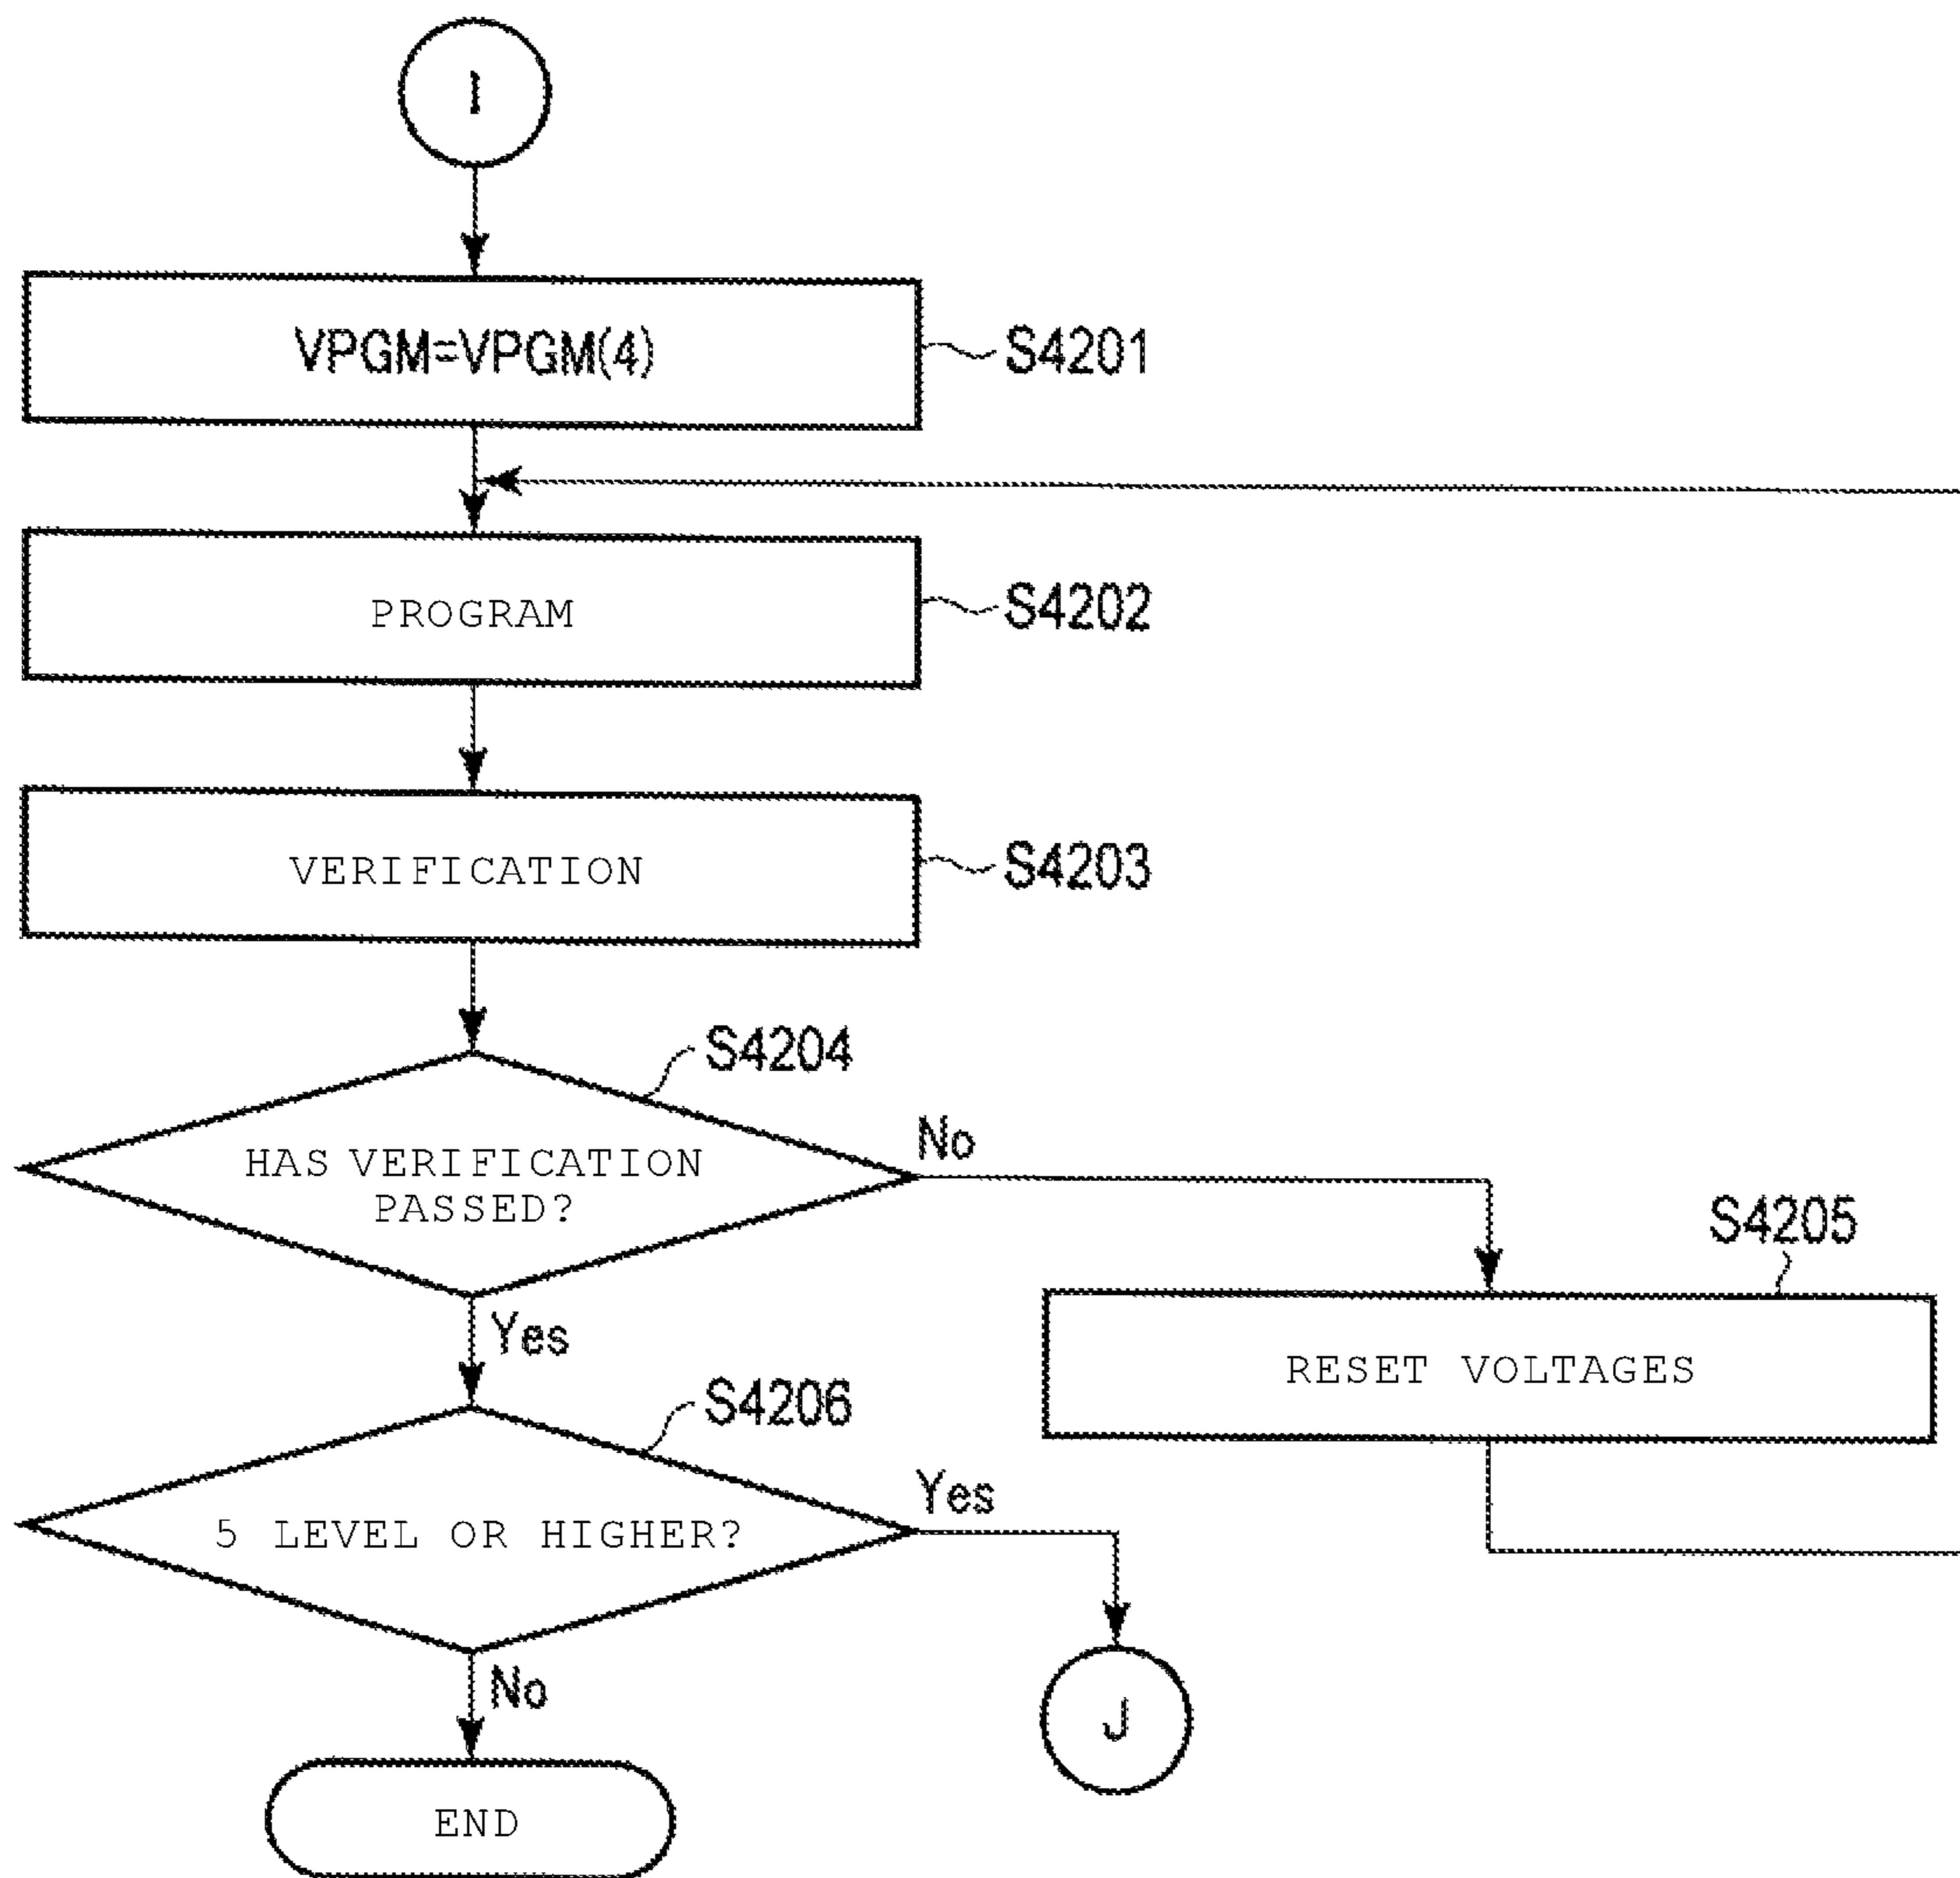 I
VPGM=VPGM(4)
S4201
PROGRAM
S4202
VERIFICATION
S4203
S4204
HAS VERIFICATION
PASSED?
No
Yes
S4205
RESET VOLTAGES
S4206
5 LEVEL OR HIGHER?
Yes
No
J
END